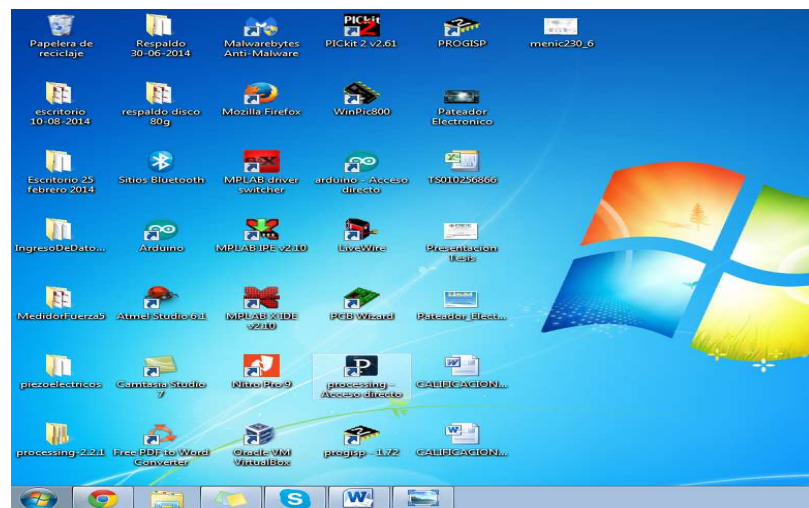 Papelera de
reciclaje
Respaldo
30-06-2014
Malwarebytes
Anti-Malware
PICkit 2 v2.61
PROGISP
menic230_6
escritorio
10-08-2014
respaldo disco
80g
Mozilla Firefox
WinPic800
Pateador
Electronico
Escritorio 25
febrero 2014
Sitios Bluetooth
MPLAB driver
switcher
arduino - Acceso
directo
TS010256866
IngresoDeDato...
Arduino
MPLAB IPE v2.10
LiveWire
Presentacion
Tesis
MedidorFuerza5
Atmel Studio 6.1
MPLAB X IDE
v2.10
PCB Wizard
Pateador_Elect...
piezoelectricos
Camtasia Studio
7
Nitro Pro 9
processing -
Acceso directo
CALIFICACION...
processing-2.2.1
Free PDF to Word
Converter
Oracle VM
VirtualBox
progisp - 1.72
CALIFICACION...